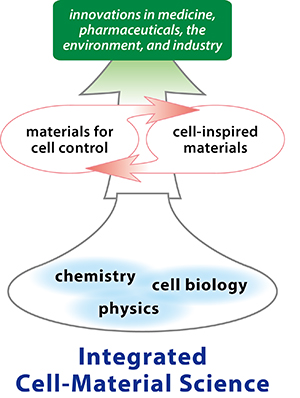 innovations in medicine,
pharmaceuticals, the
environment, and industry
materials for
cell control
cell-inspired
materials
chemistry
cell biology
physics
Integrated
Cell-Material Science